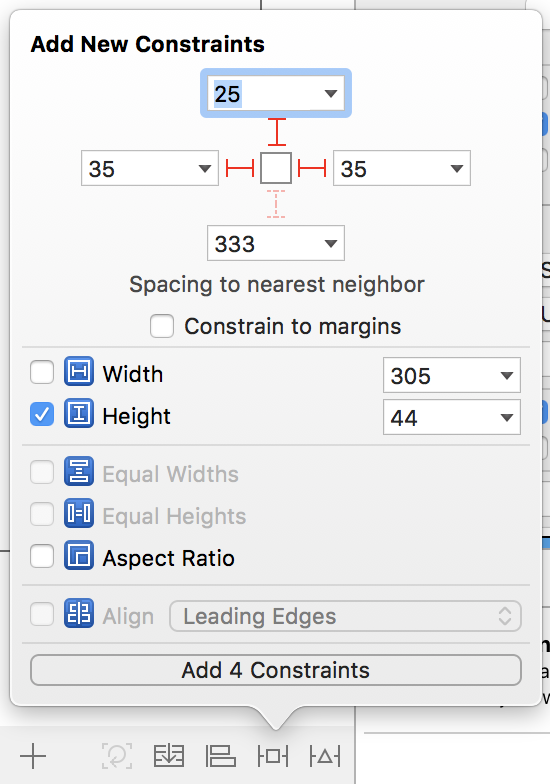 Add New Constraints
25
35 35
333
Spacing to nearest neighbor
Constrain to margins
Width 305
Height 44
Equal Widths
Equal Heights
Aspect Ratio
Align Leading Edges
Add 4 Constraints